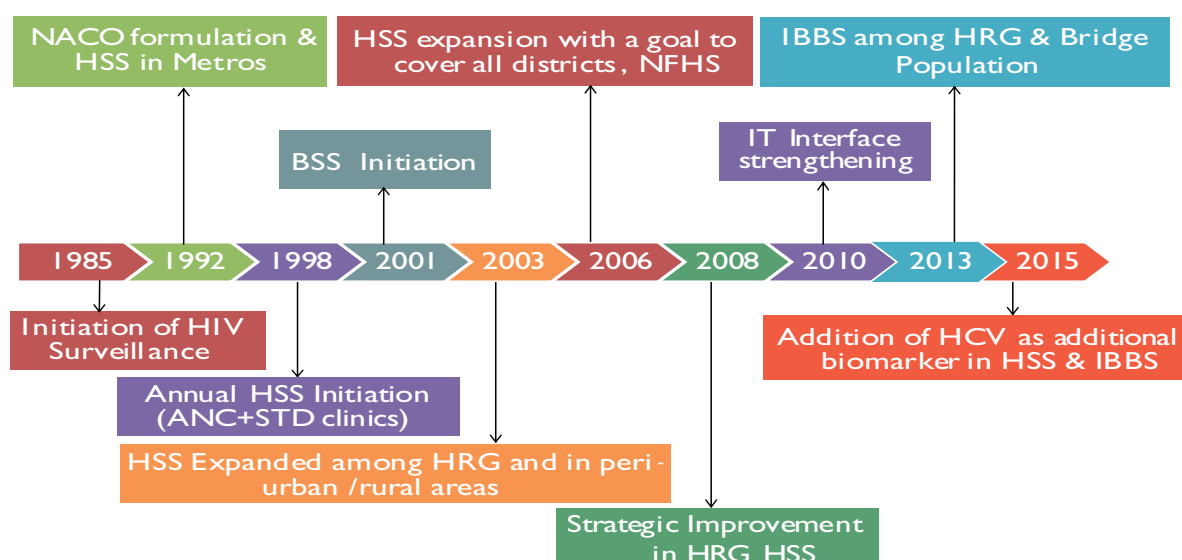 NACO formulation &
HSS in Metros
HSS expansion with a goal to
cover all districts, NFHS
IBBS among HRG & Bridge
Population
BSS Initiation
IT Interface
strengthening
1985
1992
1998
2001
2003
2006
2008
2010
2013
2015
Initiation of HIV
Surveillance
Addition of HCV as additional
biomarker in HSS & IBBS
Annual HSS Initiation
(ANC+STD clinics)
HSS Expanded among HRG and in peri-
urban /rural areas
Strategic Improvement
in HRG HSS